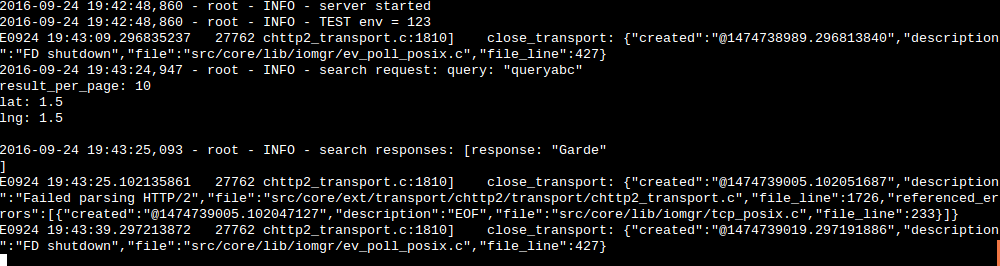 2016-09-24 19:42:48,860 - root - INFO - server started
2016-09-24 19:42:48,860 - root - INFO - TEST env = 123
E0924 19:43:09.296835237   27762 chttp2_transport.c:1810]    close_transport: {"created":"@1474738989.296813840","description
":"FD shutdown","file":"src/core/lib/iomgr/ev_poll_posix.c","file_line":427}
2016-09-24 19:43:24,947 - root - INFO - search request: query: "queryabc"
result_per_page: 10
lat: 1.5
lng: 1.5
2016-09-24 19:43:25,093 - root - INFO - search responses: [response: "Garde"
]
E0924 19:43:25.102135861   27762 chttp2_transport.c:1810]    close_transport: {"created":"@1474739005.102051687","description
":"Failed parsing HTTP/2","file":"src/core/ext/transport/chttp2/transport/chttp2_transport.c","file_line":1726,"referenced_er
rors":[{"created":"@1474739005.102047127","description":"EOF","file":"src/core/lib/iomgr/tcp_posix.c","file_line":233}]}
E0924 19:43:39.297213872   27762 chttp2_transport.c:1810]    close_transport: {"created":"@1474739019.297191886","description
":"FD shutdown","file":"src/core/lib/iomgr/ev_poll_posix.c","file_line":427}